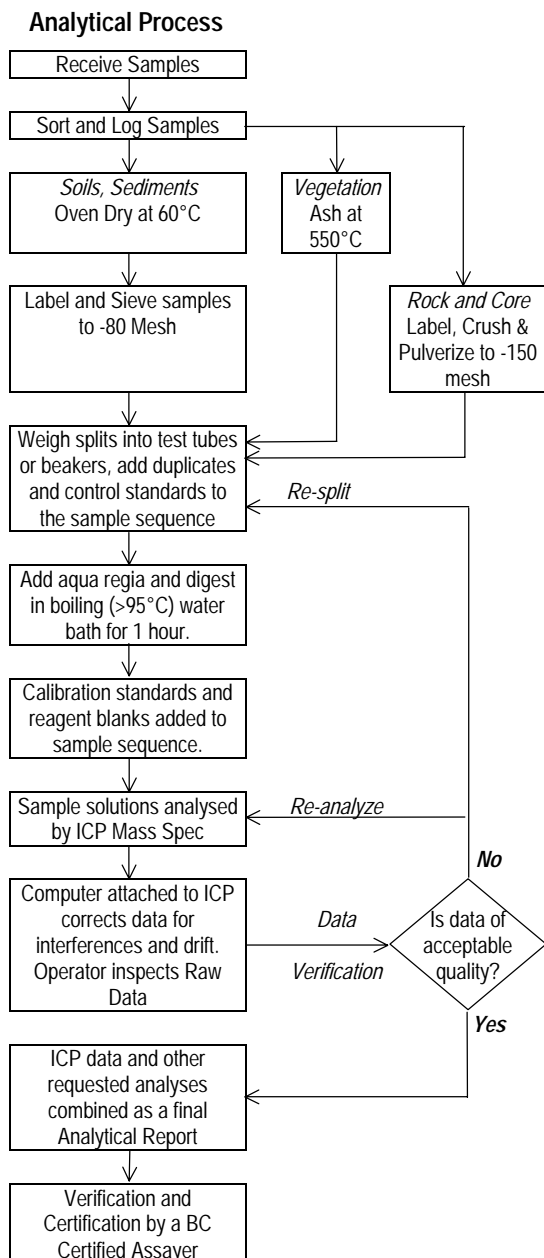 Analytical Process
Receive Samples
Sort and Log Samples
Soils, Sediments
Oven Dry at 60°C
Vegetation
Ash at
550°C
Label and Sieve samples
to -80 Mesh
Rock and Core
Label, Crush &
Pulverize to -150
mesh
Weigh splits into test tubes
or beakers, add duplicates
and control standards to
the sample sequence
Re-split
Add aqua regia and digest
in boiling (>95°C) water
bath for 1 hour.
Calibration standards and
reagent blanks added to
sample sequence.
Sample solutions analysed
by ICP Mass Spec
Re-analyze
No
Computer attached to ICP
corrects data for
interferences and drift.
Operator inspects Raw
Data
Data
Verification
Is data of
acceptable
quality?
Yes
ICP data and other
requested analyses
combined as a final
Analytical Report
Verification and
Certification by a BC
Certified Assayer